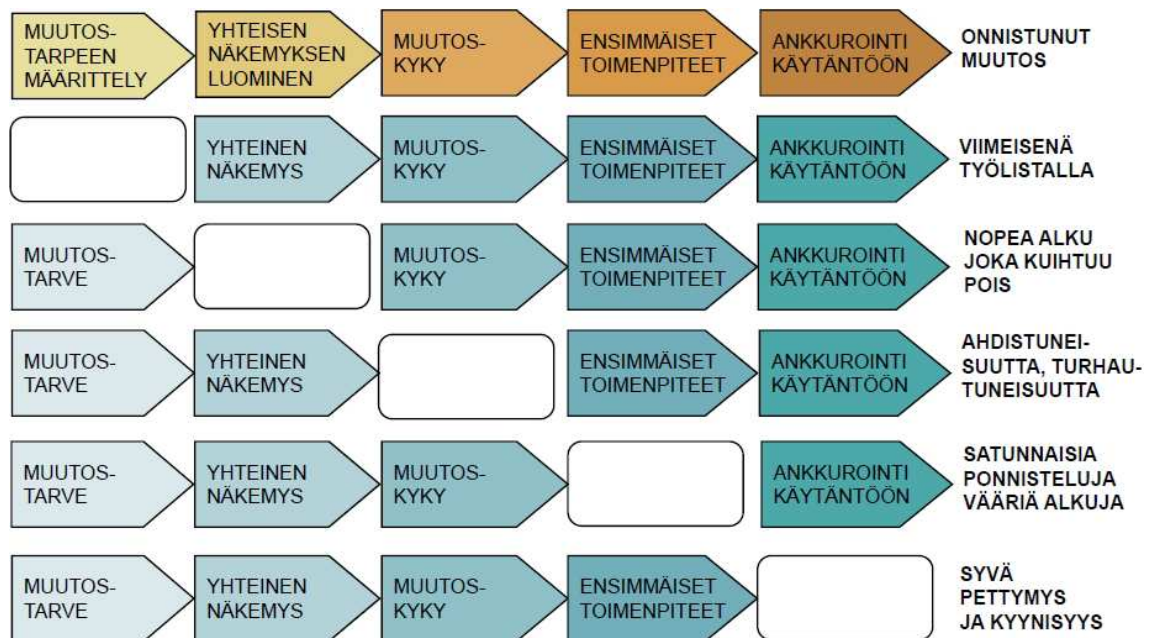 MUUTOS-
TARPEEN
MÄÄRITTELY
YHTEISEN
NÄKEMYKSEN
LUOMINEN
MUUTOS-
KYKY
ENSIMMÄISET
TOIMENPITEET
ANKKUROINTI
KÄYTÄNTÖÖN
ONNISTUNUT
MUUTOS
YHTEINEN
NÄKEMYS
MUUTOS-
KYKY
ENSIMMÄISET
TOIMENPITEET
ANKKUROINTI
KÄYTÄNTÖÖN
VIIMEISENÄ
TYÖLISTALLA
MUUTOS-
TARVE
MUUTOS-
KYKY
ENSIMMÄISET
TOIMENPITEET
ANKKUROINTI
KÄYTÄNTÖÖN
NOPEA ALKU
JOKA KUIHTUU
POIS
MUUTOS-
TARVE
YHTEINEN
NÄKEMYS
ENSIMMÄISET
TOIMENPITEET
ANKKUROINTI
KÄYTÄNTÖÖN
AHDISTUNEI-
SUUTTA, TURHAU-
TUNEISUUTTA
MUUTOS-
TARVE
YHTEINEN
NÄKEMYS
MUUTOS-
KYKY
ANKKUROINTI
KÄYTÄNTÖÖN
SATUNNAISIA
PONNISTELUJA
VÄÄRIÄ ALKUJA
MUUTOS-
TARVE
YHTEINEN
NÄKEMYS
MUUTOS-
KYKY
ENSIMMÄISET
TOIMENPITEET
SYVÄ
PETTYMYS
JA KYYNISYYS